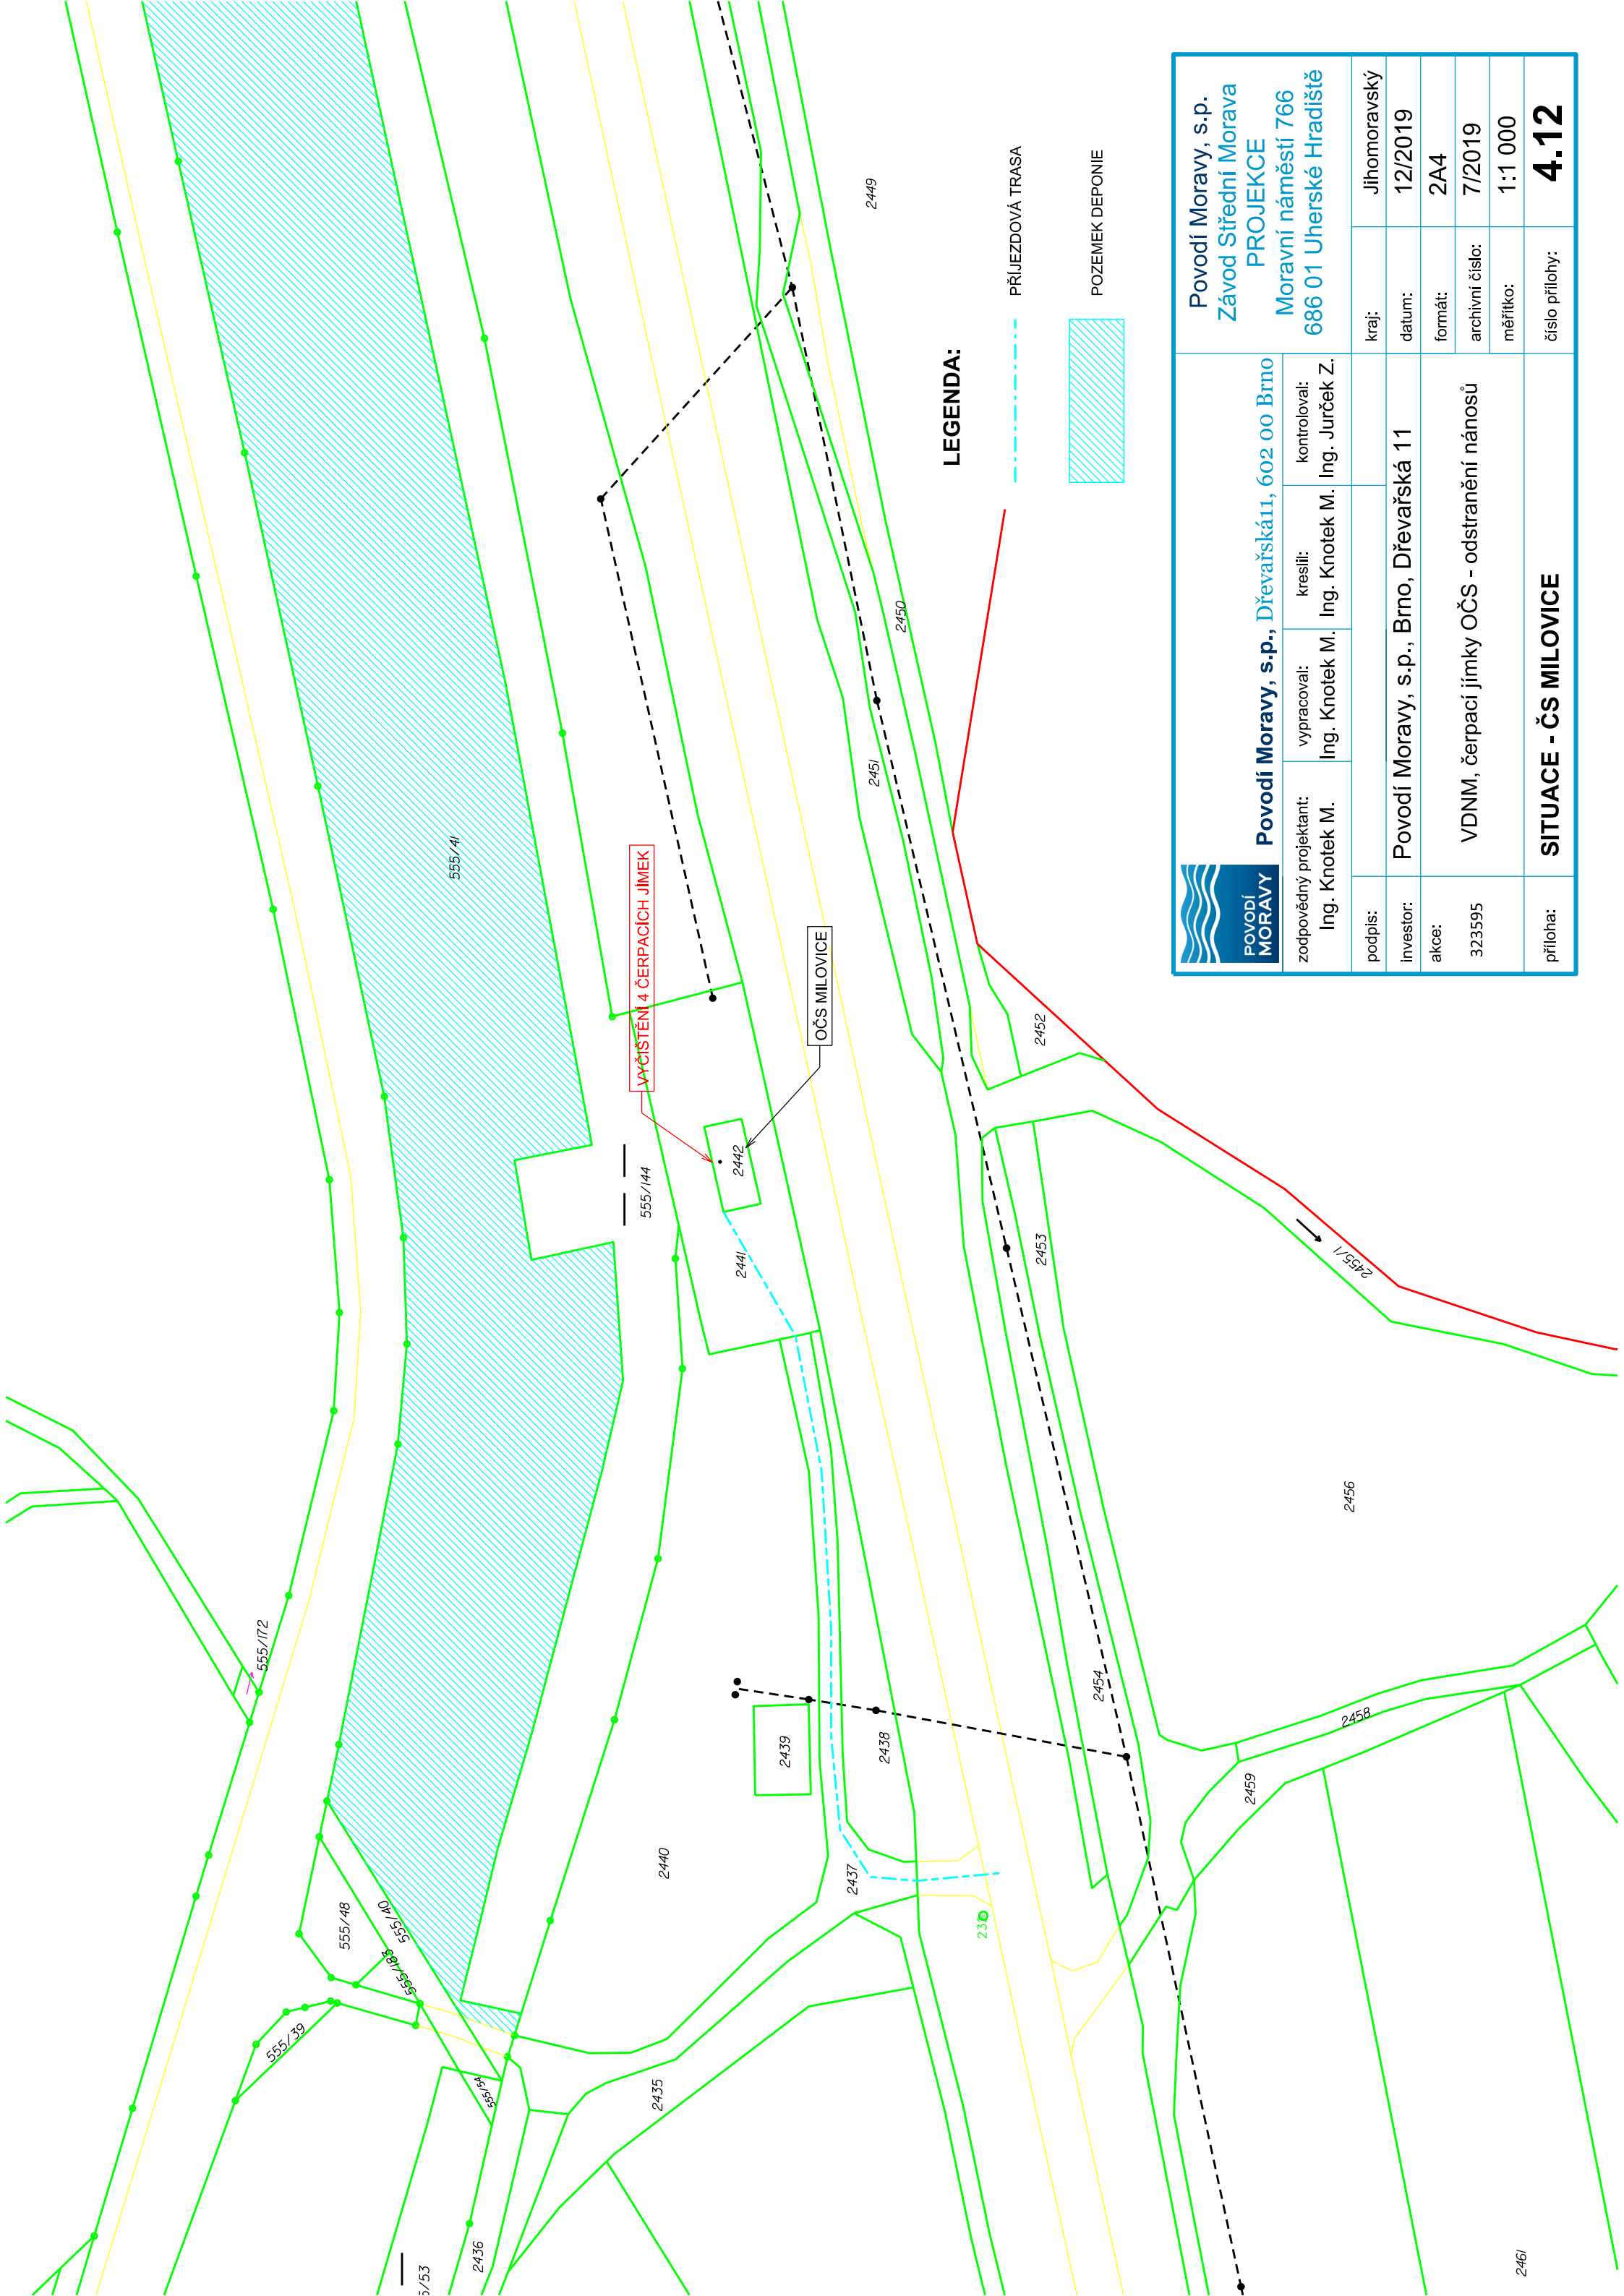 555/172
555/48
555/40
555/183
555/39
555/54
5/53
2436
2435
2440
2437
2439
2438
232
2441
555/144
2442
555/41
VYČIŠTĚNÍ 4 ČERPACÍCH JÍMEK
OČS MILOVICE
2449
2450
2451
2452
2453
2454
2455/1
2456
2458
2459
2461
LEGENDA:
PŘÍJEZDOVÁ TRASA
POZEMEK DEPONIE
POVODÍ
MORAVY
Povodí Moravy, s.p., Dřevařská11, 602 00 Brno
Povodí Moravy, s.p.
Závod Střední Morava
PROJEKCE
Moravní náměstí 766
686 01 Uherské Hradiště
zodpovědný projektant:
Ing. Knotek M.
vypracoval:
Ing. Knotek M.
kreslil:
Ing. Knotek M.
kontroloval:
Ing. Jurček Z.
podpis:
kraj: Jihomoravský
investor: Povodí Moravy, s.p., Brno, Dřevařská 11
datum: 12/2019
akce:
323595
VDNM, čerpací jímky OČS - odstranění nánosů
formát: 2A4
archivní číslo: 7/2019
měřítko: 1:1 000
příloha: SITUACE - ČS MILOVICE
číslo přílohy: 4.12